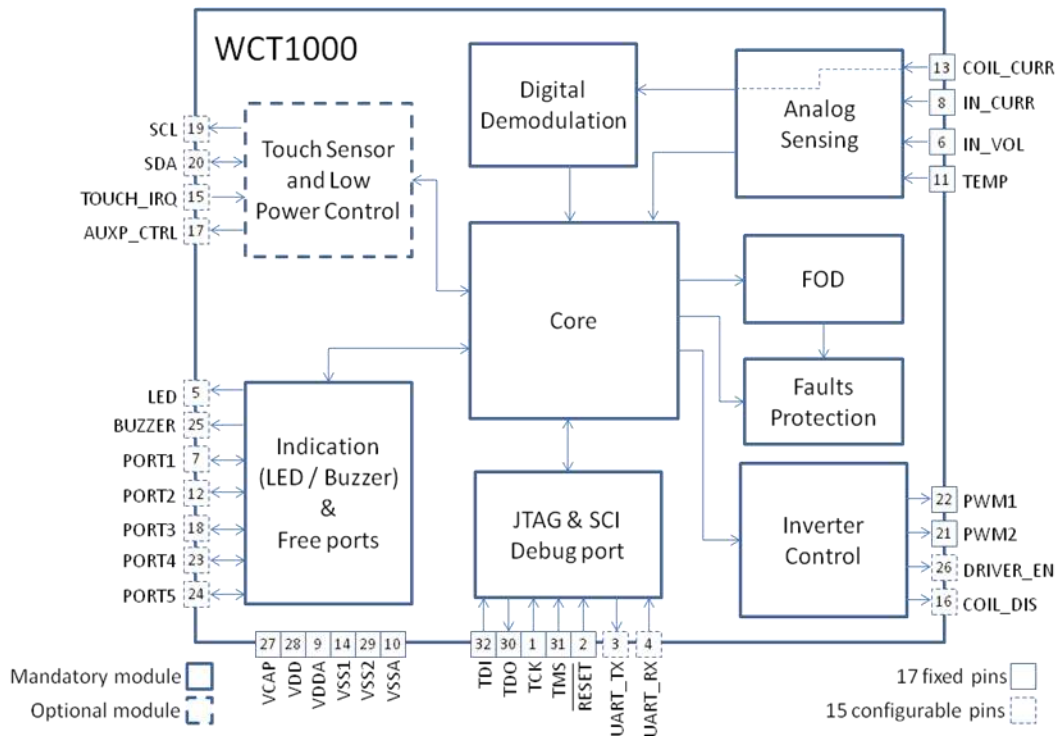 WCT1000
Digital
Demodulation
Analog
Sensing
13 COIL_CURR
8 IN_CURR
6 IN_VOL
11 TEMP
SCL 19
SDA 20
TOUCH_IRQ 15
AUXP_CTRL 17
Touch Sensor
and Low
Power Control
Core
FOD
Faults
Protection
LED 5
BUZZER 25
PORT1 7
PORT2 12
PORT3 18
PORT4 23
PORT5 24
Indication
(LED / Buzzer)
&
Free ports
JTAG & SCI
Debug port
Inverter
Control
22 PWM1
21 PWM2
26 DRIVER_EN
16 COIL_DIS
27 VCAP
28 VDD
9 VDDA
14 VSS1
29 VSS2
10 VSSA
32 TDI
30 TDO
1 TCK
31 TMS
2 RESET
3 UART_TX
4 UART_RX
Mandatory module
Optional module
17 fixed pins
15 configurable pins